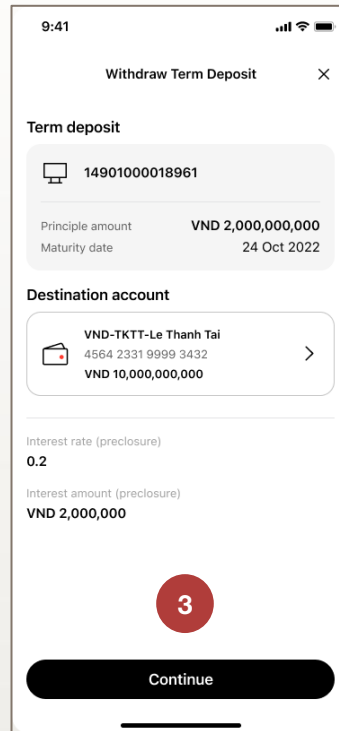 9:41
Withdraw Term Deposit
Term deposit
14901000018961
Principle amount VND 2,000,000,000
Maturity date 24 Oct 2022
Destination account
VND-TKTT-Le Thanh Tai
4564 2331 9999 3432
VND 10,000,000,000
Interest rate (preclosure)
0.2
Interest amount (preclosure)
VND 2,000,000
3
Continue